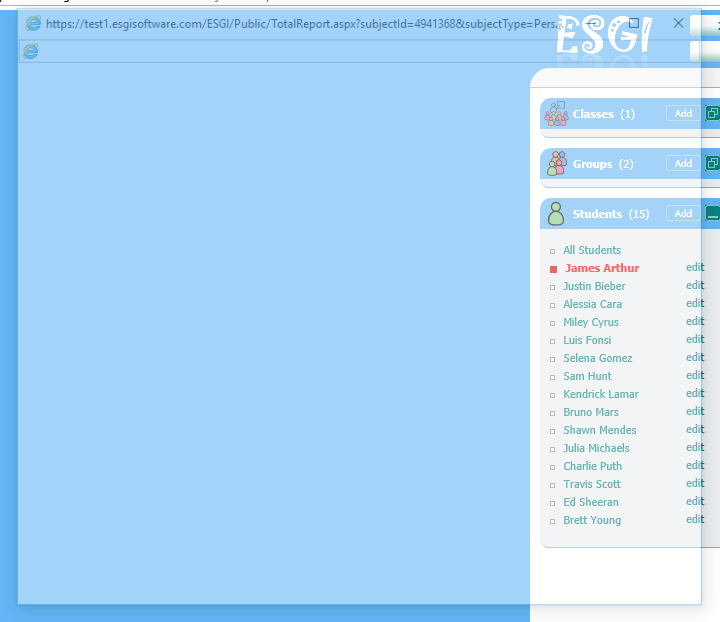 https://test1.esgisoftware.com/ESGI/Public/TotalReport.aspx?subjectId=4941368&subjectType=Pers...
ESGI
Classes (1) Add
Groups (2) Add
Students (15) Add
All Students
James Arthur edit
Justin Bieber edit
Alessia Cara edit
Miley Cyrus edit
Luis Fonsi edit
Selena Gomez edit
Sam Hunt edit
Kendrick Lamar edit
Bruno Mars edit
Shawn Mendes edit
Julia Michaels edit
Charlie Puth edit
Travis Scott edit
Ed Sheeran edit
Brett Young edit